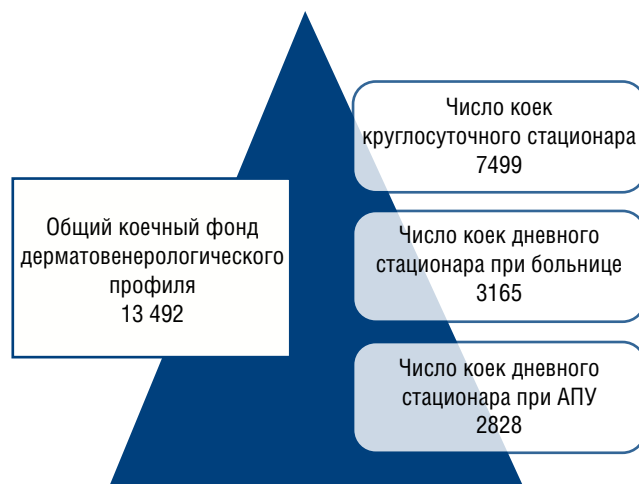 Общий коечный фонд
дерматовенерологического
профиля
13 492
Число коек
круглосуточного стационара
7499
Число коек дневного
стационара при больнице
3165
Число коек дневного
стационара при АПУ
2828